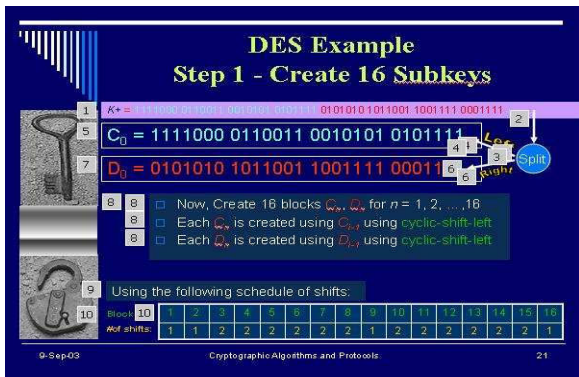 DES Example
Step 1 - Create 16 Subkeys
1 K+ = 1111000 0110011 0010101 0101111 0101010 1011001 1001111 0001111
2
5 C0 = 1111000 0110011 0010101 0101111
4 Left
3 Split
7 D0 = 0101010 1011001 1001111 00011
6 Right
6
8 8 Now, Create 16 blocks Cn, Dn for n = 1, 2, ... ,16
8 Each Cn is created using Cn-1 using cyclic-shift-left
8 Each Dn is created using Dn-1 using cyclic-shift-left
9 Using the following schedule of shifts:
10 Block 10 1 2 3 4 5 6 7 8 9 10 11 12 13 14 15 16
#of shifts: 1 1 2 2 2 2 2 2 1 2 2 2 2 2 2 1
9-Sep-03 Cryptographic Algorithms and Protocols 21